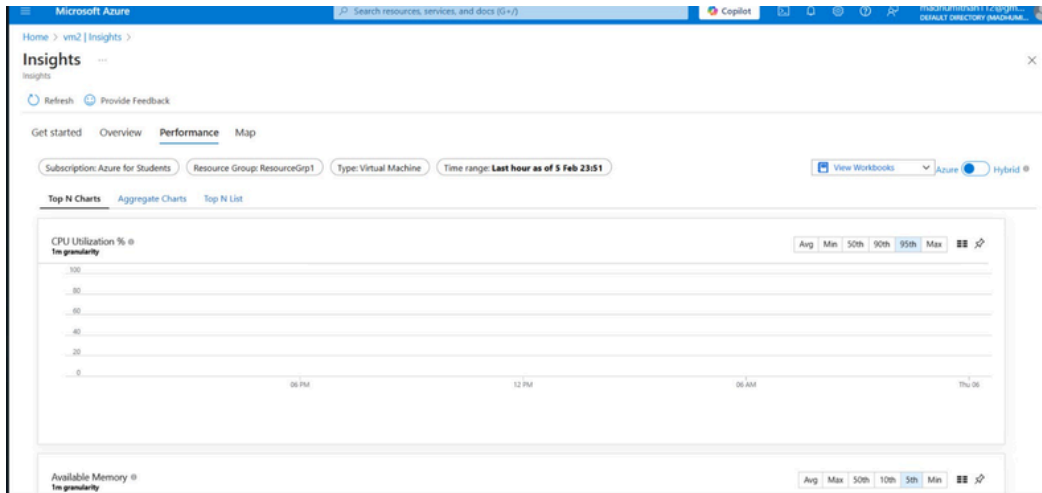 Microsoft Azure
Search resources, services, and docs (G+/)
Copilot
madhumithan112@gm...
DEFAULT DIRECTORY (MADHUMI...
Home > vm2 | Insights >
Insights ...
Insights
Refresh Provide Feedback
Get started Overview Performance Map
Subscription: Azure for Students Resource Group: ResourceGrp1 Type: Virtual Machine Time range: Last hour as of 5 Feb 23:51 View Workbooks Azure Hybrid
Top N Charts Aggregate Charts Top N List
CPU Utilization %
1m granularity
Avg Min 50th 90th 95th Max
100
80
60
40
20
0
06 PM 12 PM 06 AM Thu 06
Available Memory
1m granularity
Avg Max 50th 10th 5th Min